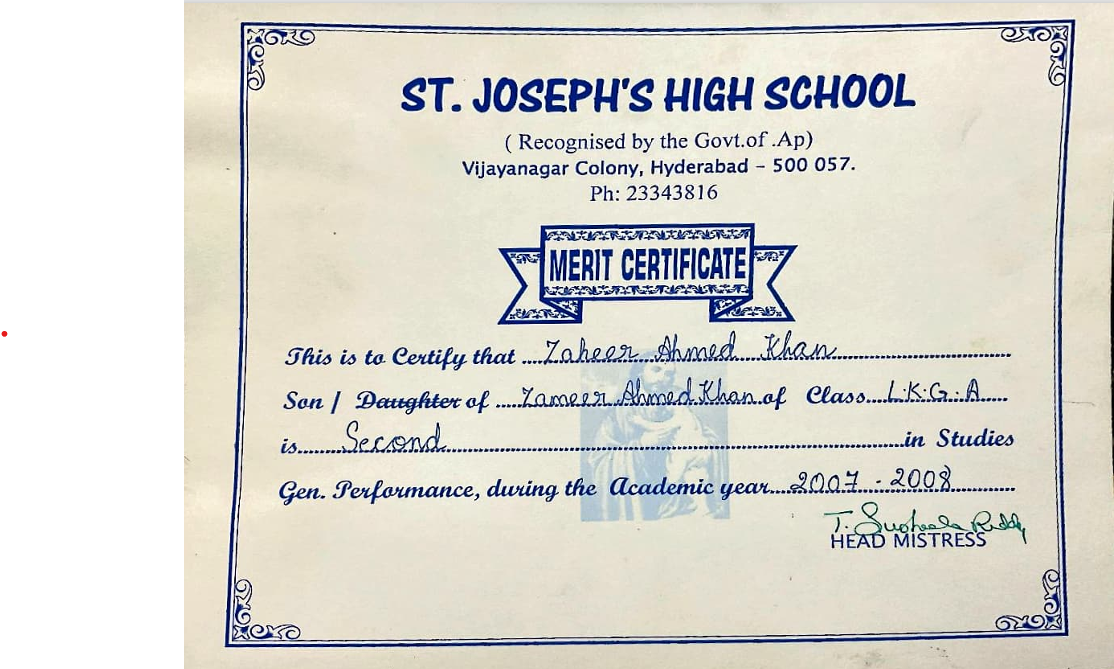 ST. JOSEPH'S HIGH SCHOOL
( Recognised by the Govt.of .Ap)
Vijayanagar Colony, Hyderabad – 500 057.
Ph: 23343816
MERIT CERTIFICATE
This is to Certify that ....Zaheer Ahmed Khan....
Son / Daughter of ....Zameer Ahmed Khan.of Class....L.K.G.A....
is....Second....in Studies
Gen. Performance, during the Academic year....2007 - 2008....
T. Susheela Reddy
HEAD MISTRESS